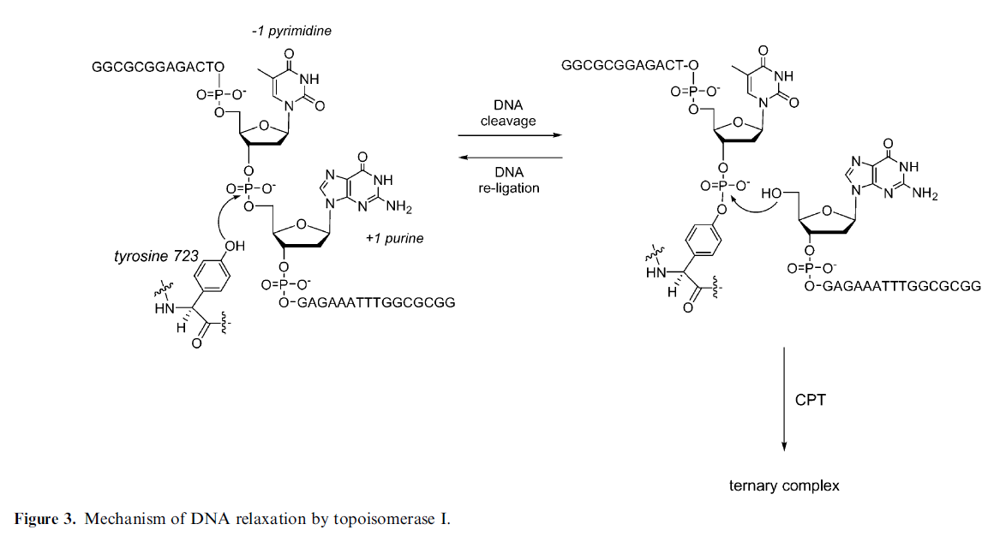 -1 pyrimidine
GGCGCGGAGACTO
O
NH
N
O
O=P-O-
O
O
O
O=P-O-
O
N
N
O
NH
N
NH2
O
+1 purine
OH
tyrosine 723
O
O=P-O-
O-GAGAAATTTGGCGCGG
HN
H
O
DNA
cleavage
DNA
re-ligation
GGCGCGGAGACT-O
O
NH
N
O
O=P-O-
O
O
O
O=P-O-
O
HO
N
N
O
NH
N
NH2
O
O
O=P-O-
O-GAGAAATTTGGCGCGG
HN
H
O
CPT
ternary complex
Figure 3. Mechanism of DNA relaxation by topoisomerase I.